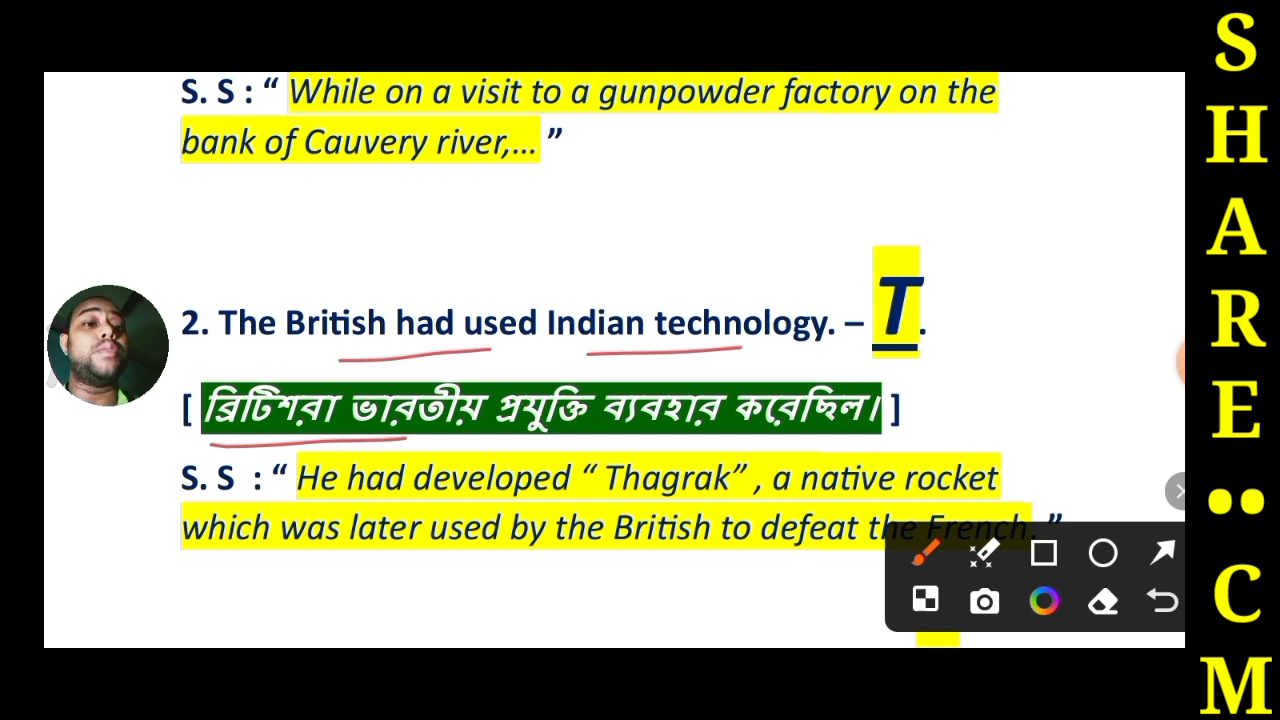 S. S : “ While on a visit to a gunpowder factory on the
bank of Cauvery river,... ”
2. The British had used Indian technology. – T.
[ ব্রিটিশরা ভারতীয় প্রযুক্তি ব্যবহার করেছিল। ]
S. S : “ He had developed “ Thagrak” , a native rocket
which was later used by the British to defeat the French. ”
S
H
A
R
E
••
C
M